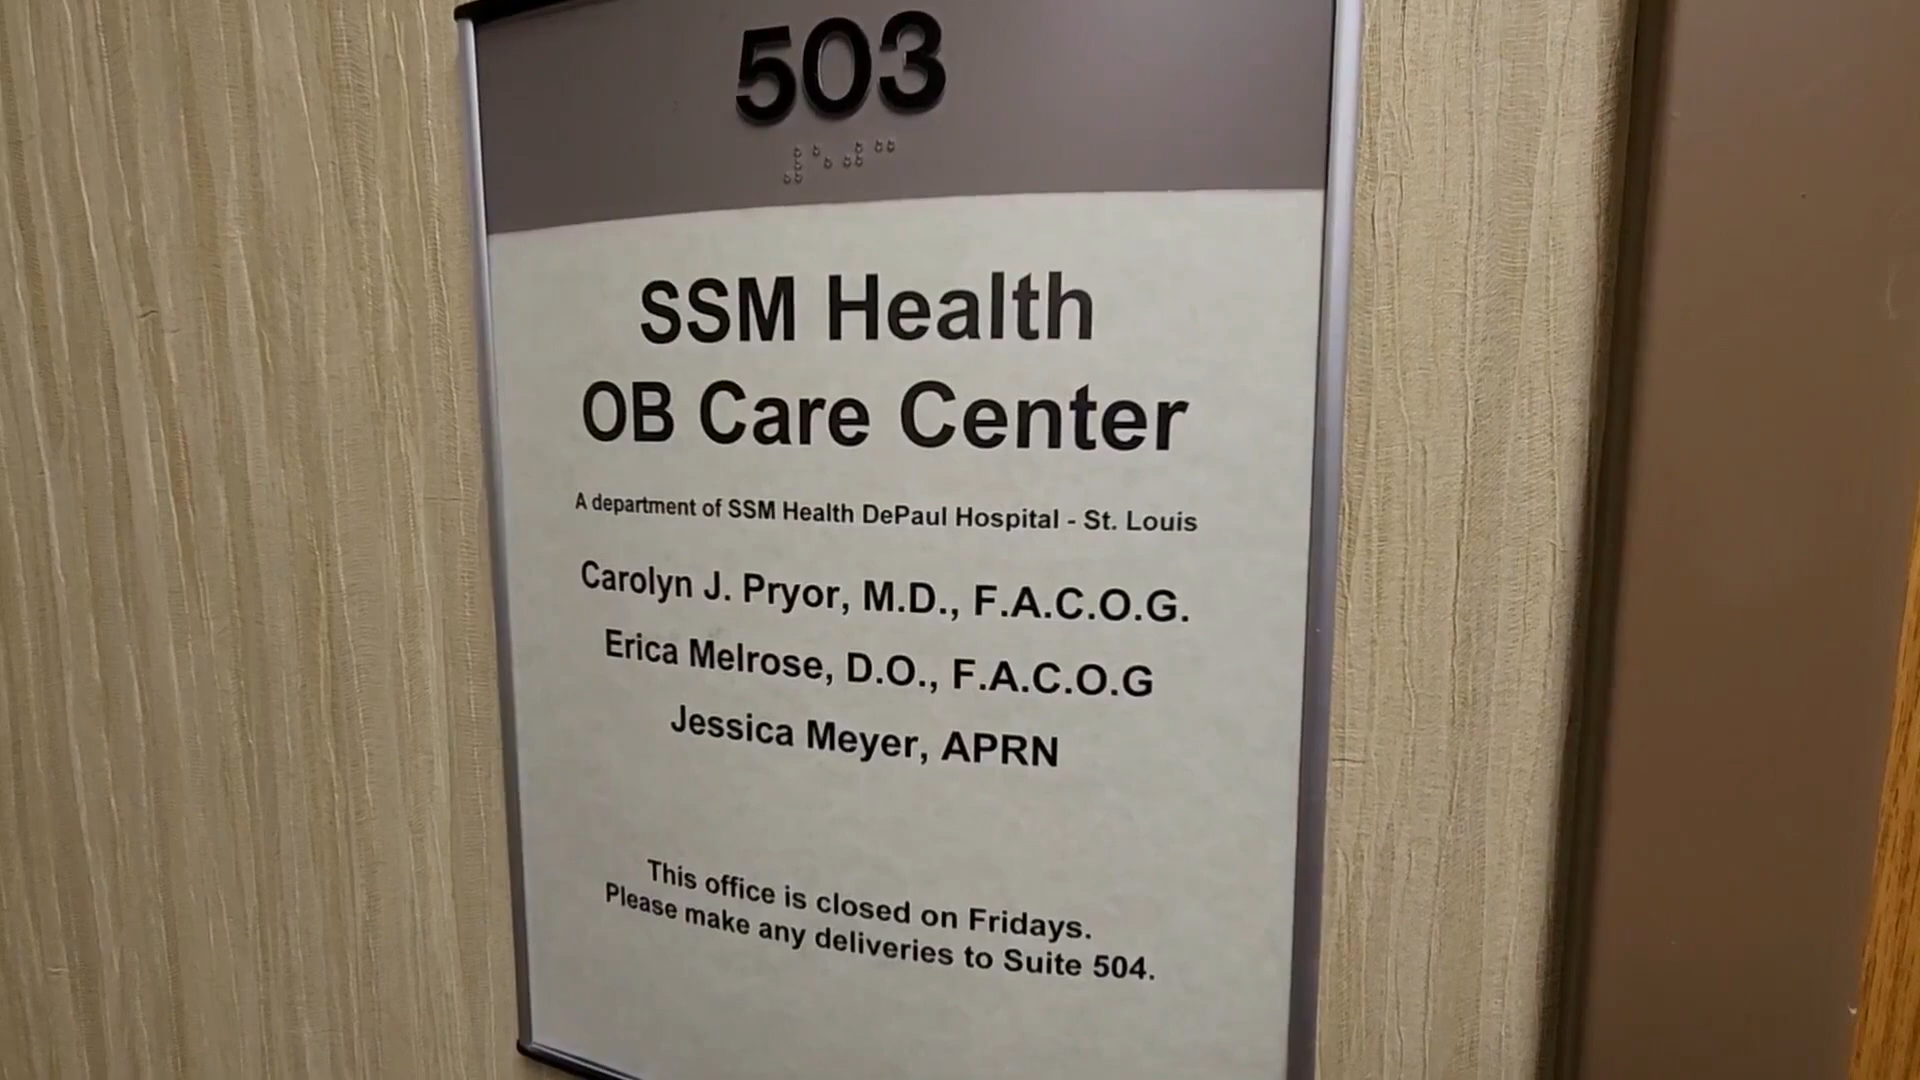 503
SSM Health
OB Care Center
A department of SSM Health DePaul Hospital - St. Louis
Carolyn J. Pryor, M.D., F.A.C.O.G.
Erica Melrose, D.O., F.A.C.O.G
Jessica Meyer, APRN
This office is closed on Fridays.
Please make any deliveries to Suite 504.